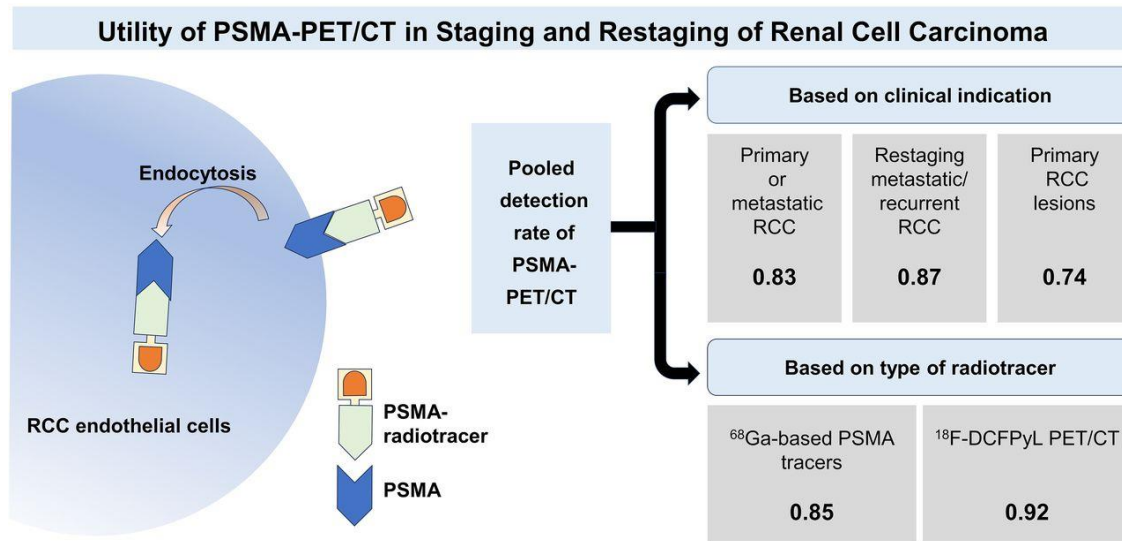 Utility of PSMA-PET/CT in Staging and Restaging of Renal Cell Carcinoma
Endocytosis
RCC endothelial cells
PSMA-
radiotracer
PSMA
Pooled
detection
rate of
PSMA-
PET/CT
Based on clinical indication
Primary
or
metastatic
RCC
0.83
Restaging
metastatic/
recurrent
RCC
0.87
Primary
RCC
lesions
0.74
Based on type of radiotracer
⁶⁸Ga-based PSMA
tracers
0.85
¹⁸F-DCFPyL PET/CT
0.92